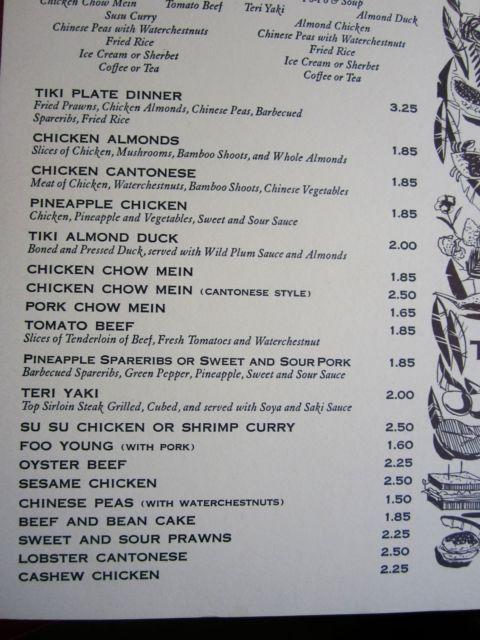 Chicken Chow Mein
Tomato Beef
Teri Yaki
& Soup
Almond Duck
Susu Curry
Almond Chicken
Chinese Peas with Waterchestnuts
Chinese Peas with Waterchestnuts
Fried Rice
Fried Rice
Ice Cream or Sherbet
Ice Cream or Sherbet
Coffee or Tea
Coffee or Tea
TIKI PLATE DINNER 3.25
Fried Prawns, Chicken Almonds, Chinese Peas, Barbecued
Spareribs, Fried Rice
CHICKEN ALMONDS 1.85
Slices of Chicken, Mushrooms, Bamboo Shoots, and Whole Almonds
CHICKEN CANTONESE 1.85
Meat of Chicken, Waterchestnuts, Bamboo Shoots, Chinese Vegetables
PINEAPPLE CHICKEN 1.85
Chicken, Pineapple and Vegetables, Sweet and Sour Sauce
TIKI ALMOND DUCK 2.00
Boned and Pressed Duck, served with Wild Plum Sauce and Almonds
CHICKEN CHOW MEIN 1.85
CHICKEN CHOW MEIN (CANTONESE STYLE) 2.50
PORK CHOW MEIN 1.65
TOMATO BEEF 1.85
Slices of Tenderloin of Beef, Fresh Tomatoes and Waterchestnut
PINEAPPLE SPARERIBS OR SWEET AND SOUR PORK 1.85
Barbecued Spareribs, Green Pepper, Pineapple, Sweet and Sour Sauce
TERI YAKI 2.00
Top Sirloin Steak Grilled, Cubed, and served with Soya and Saki Sauce
SU SU CHICKEN OR SHRIMP CURRY 2.50
FOO YOUNG (WITH PORK) 1.60
OYSTER BEEF 2.25
SESAME CHICKEN 2.50
CHINESE PEAS (WITH WATERCHESTNUTS) 1.50
BEEF AND BEAN CAKE 1.85
SWEET AND SOUR PRAWNS 2.25
LOBSTER CANTONESE 2.50
CASHEW CHICKEN 2.25